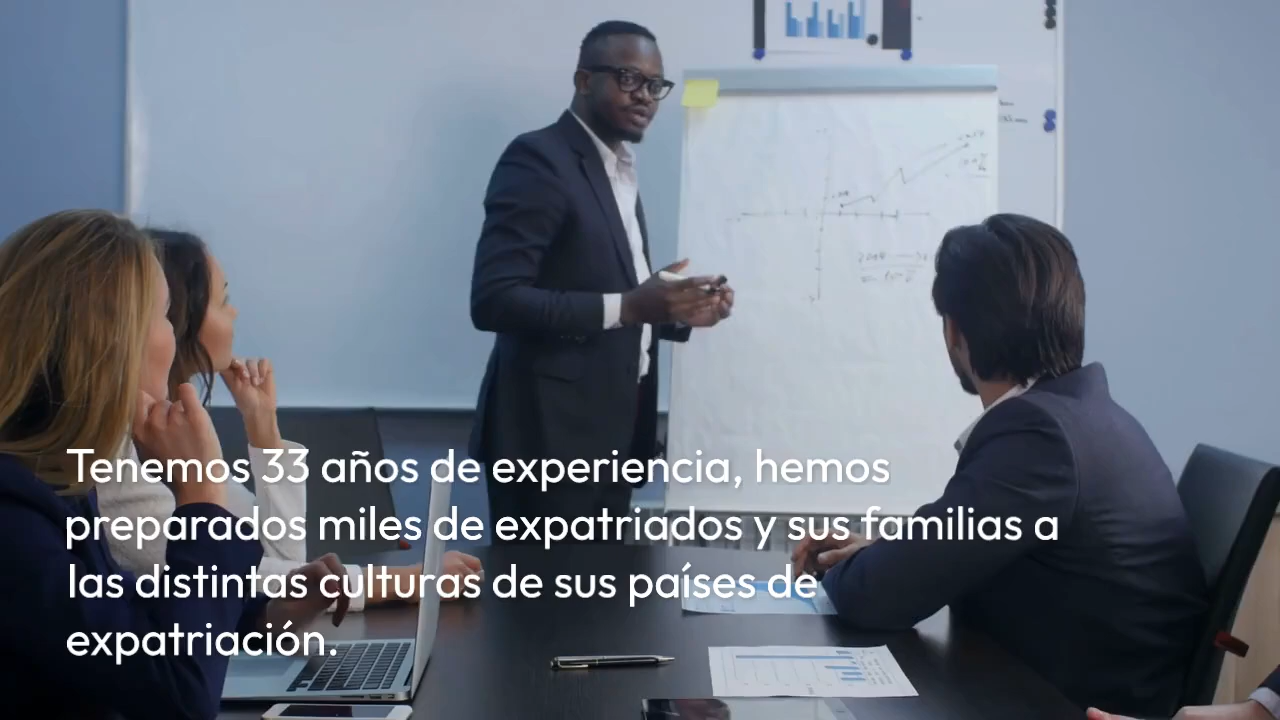 Tenemos 33 años de experiencia, hemos
preparados miles de expatriados y sus familias a
las distintas culturas de sus países de
expatriación.